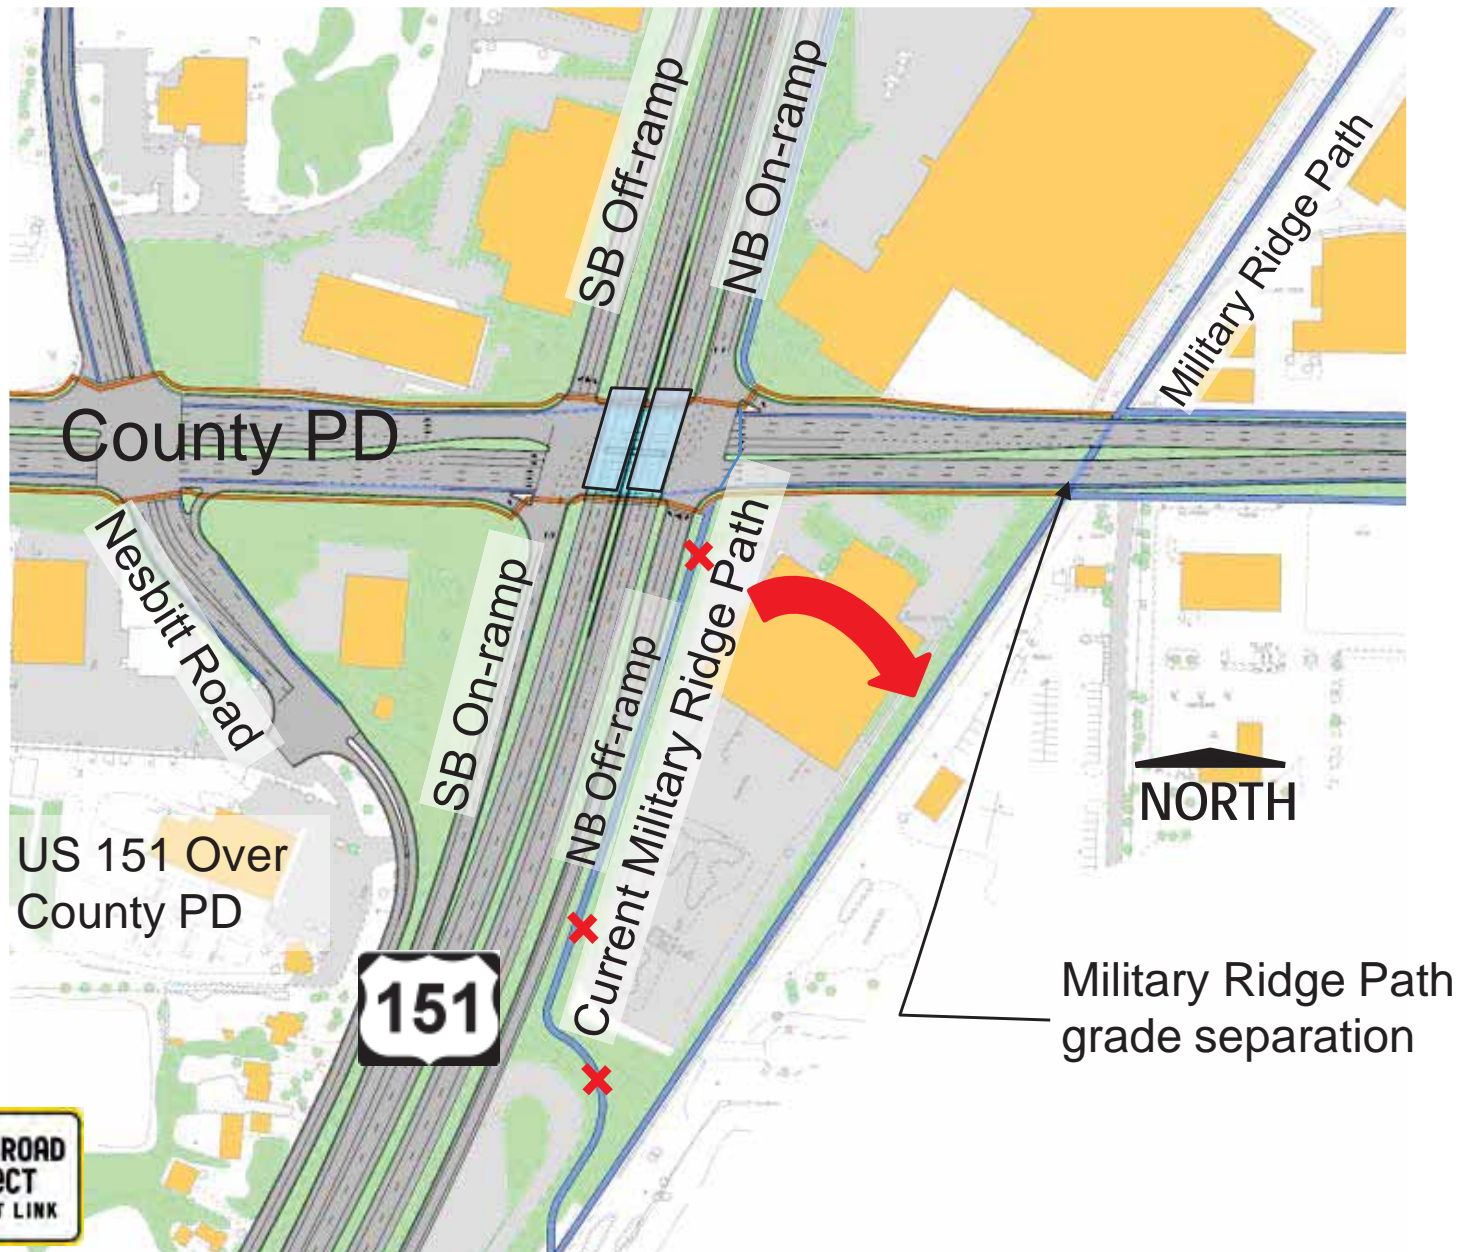 SB Off-ramp
NB On-ramp
Military Ridge Path
County PD
Nesbitt Road
SB On-ramp
NB Off-ramp
Current Military Ridge Path
NORTH
US 151 Over
County PD
151
Military Ridge Path
grade separation
ROAD
LINK